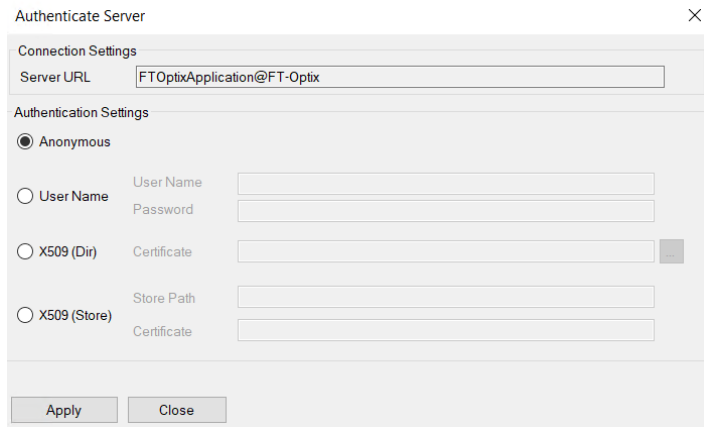 Authenticate Server
Connection Settings
Server URL FTOptixApplication@FT-Optix
Authentication Settings
Anonymous
User Name
User Name
Password
X509 (Dir) Certificate ...
Store Path
X509 (Store)
Certificate
Apply Close